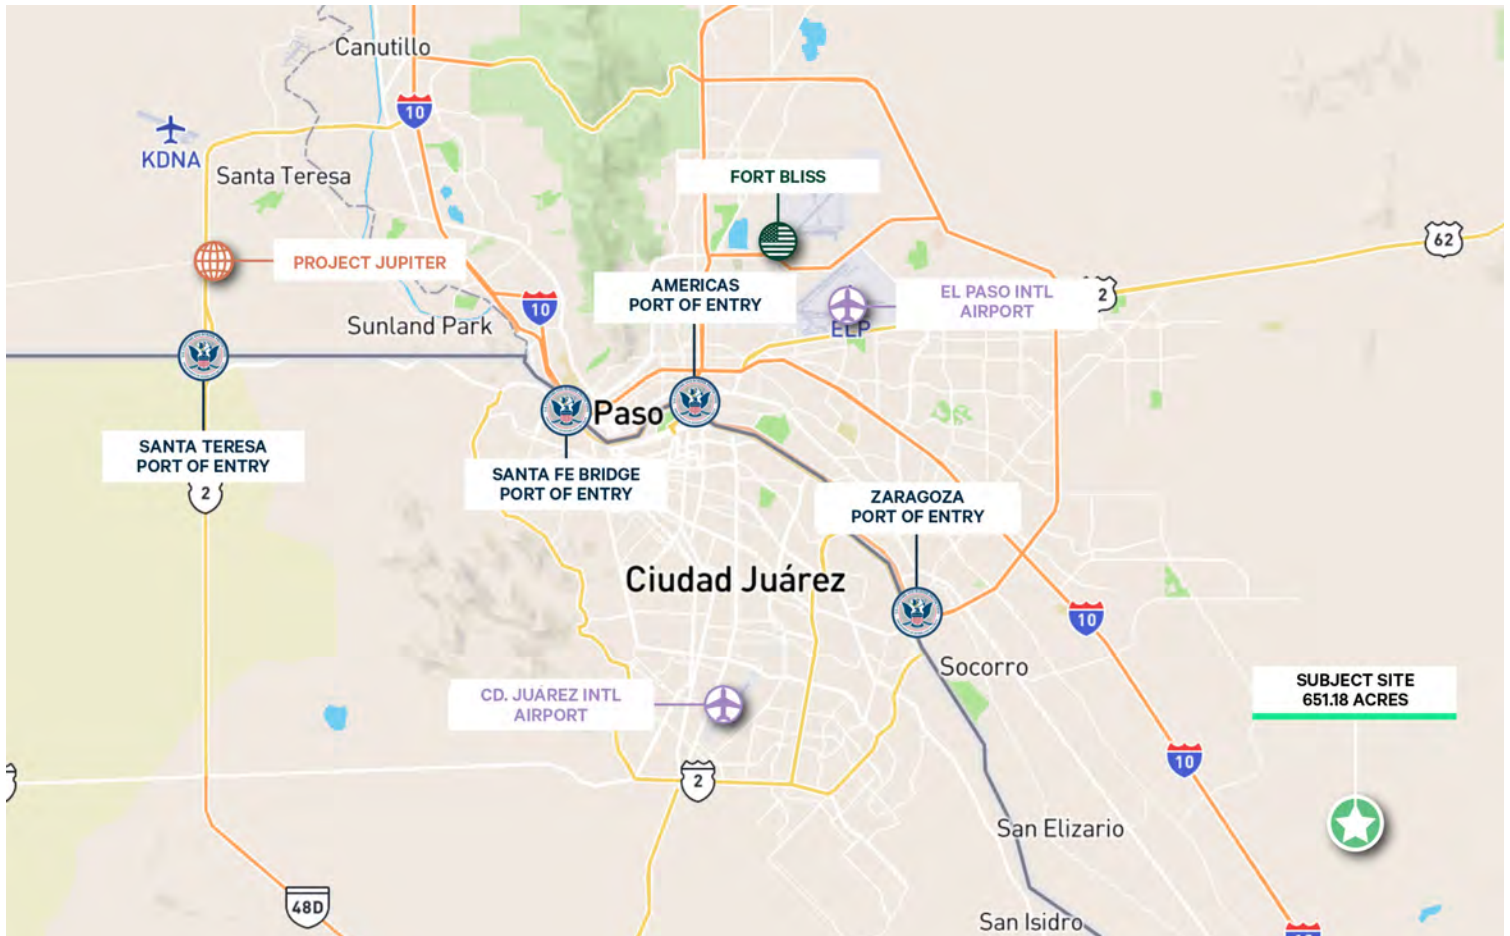 Canutillo
10
KDNA
Santa Teresa
FORT BLISS
62
PROJECT JUPITER
AMERICAS
PORT OF ENTRY
EL PASO INTL
AIRPORT
2
10
Sunland Park
ELP
Paso
SANTA TERESA
PORT OF ENTRY
2
SANTA FE BRIDGE
PORT OF ENTRY
ZARAGOZA
PORT OF ENTRY
Ciudad Juárez
10
Socorro
SUBJECT SITE
651.18 ACRES
CD. JUÁREZ INTL
AIRPORT
10
2
San Elizario
48D
San Isidro